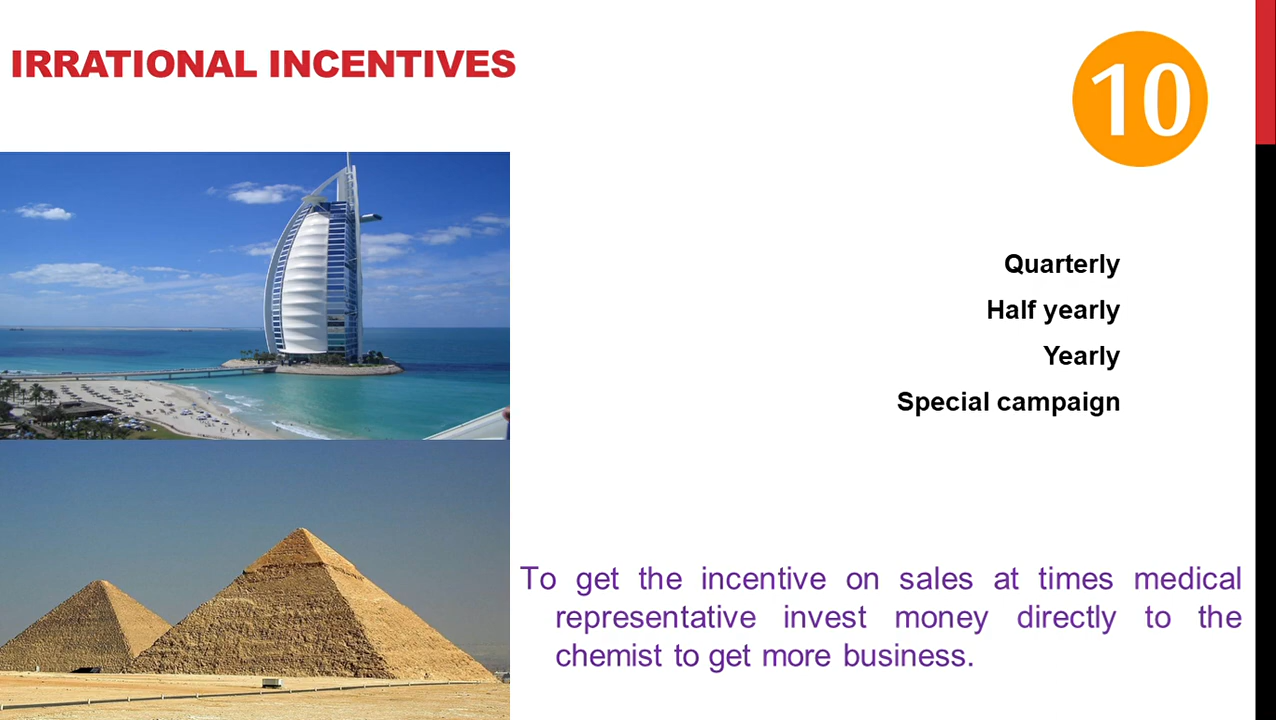 IRRATIONAL INCENTIVES
10
Quarterly
Half yearly
Yearly
Special campaign
To get the incentive on sales at times medical
representative invest money directly to the
chemist to get more business.